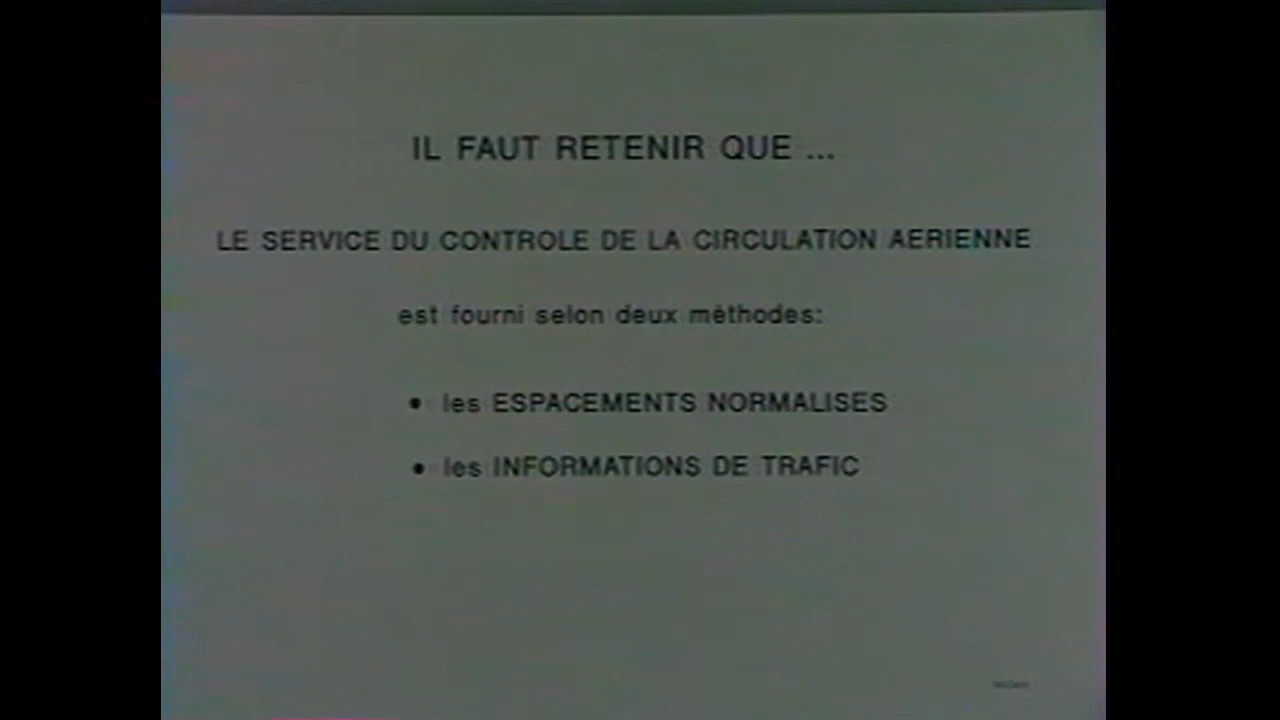 IL FAUT RETENIR QUE ...
LE SERVICE DU CONTROLE DE LA CIRCULATION AERIENNE
est fourni selon deux méthodes:
• les ESPACEMENTS NORMALISES
• les INFORMATIONS DE TRAFIC